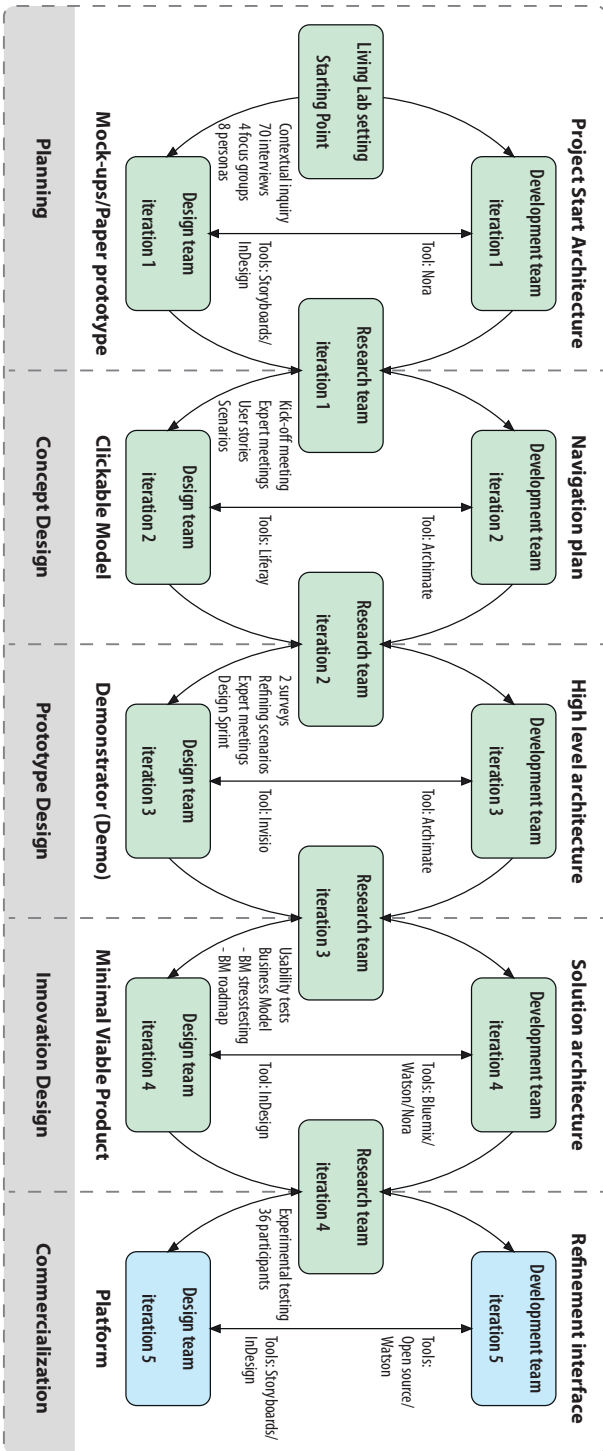 Project Start Architecture
Navigation plan
High level architecture
Solution architecture
Refinement interface
Development team
iteration 1
Development team
iteration 2
Development team
iteration 3
Development team
iteration 4
Development team
iteration 5
Tool: Nora
Tool: Archimate
Tool: Archimate
Tools: Bluemix/
Watson/Nora
Tools:
Open source/
Watson
Living Lab setting
Starting Point
Research team
iteration 1
Research team
iteration 2
Research team
iteration 3
Research team
iteration 4
Contextual inquiry
70 interviews
4 focus groups
8 personas
Tools: Storyboards/
InDesign
Kick-off meeting
Expert meetings
User stories
Scenarios
Tools: Liferay
2 surveys
Refining scenarios
Expert meetings
Design Sprint
Tool: Invisio
Usability tests
Business Model
- BM stresstesting
- BM roadmap
Tool: InDesign
Experimental testing
36 participants
Tools: Storyboards/
InDesign
Design team
iteration 1
Design team
iteration 2
Design team
iteration 3
Design team
iteration 4
Design team
iteration 5
Mock-ups/Paper prototype
Clickable Model
Demonstrator (Demo)
Minimal Viable Product
Platform
Planning
Concept Design
Prototype Design
Innovation Design
Commercialization